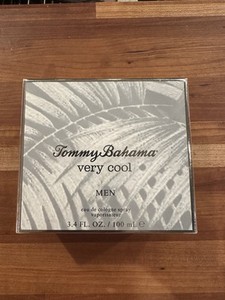 Tommy Bahama
very cool
MEN
eau de cologne spray
vaporisateur
3.4 FL. OZ. / 100 mL ℮